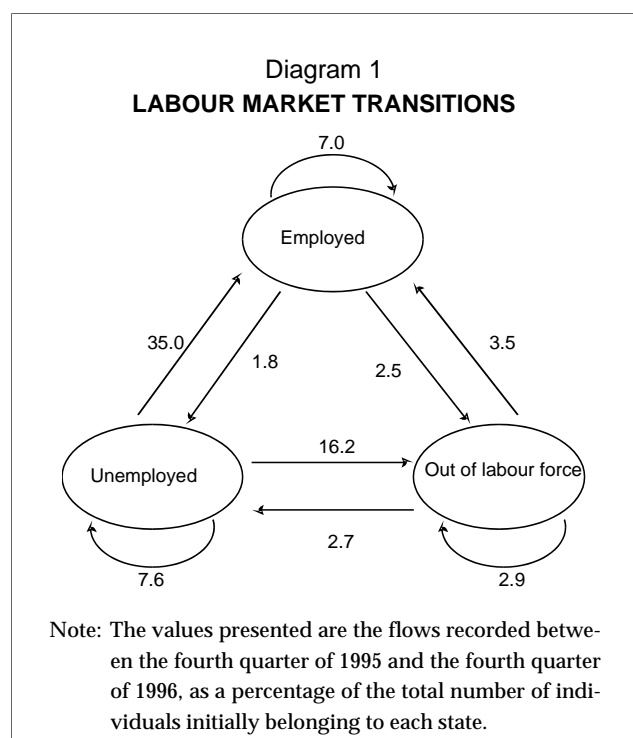 Diagram 1
LABOUR MARKET TRANSITIONS
7.0
Employed
35.0
1.8
2.5
3.5
16.2
Unemployed
Out of labour force
2.7
7.6
2.9
Note: The values presented are the flows recorded betwe-
en the fourth quarter of 1995 and the fourth quarter
of 1996, as a percentage of the total number of indi-
viduals initially belonging to each state.